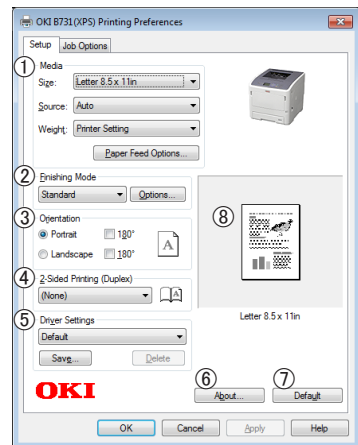 OKI B731(XPS) Printing Preferences
Setup Job Options
① Media
Size: Letter 8.5 x 11in
Source: Auto
Weight: Printer Setting
Paper Feed Options...
② Finishing Mode
Standard Options...
③ Orientation
Portrait 180°
Landscape 180°
A
④ 2-Sided Printing (Duplex)
(None)
A
⑤ Driver Settings
Default
Save... Delete
⑧
Letter 8.5 x 11in
OKI
⑥ ⑦
About... Default
OK Cancel Apply Help